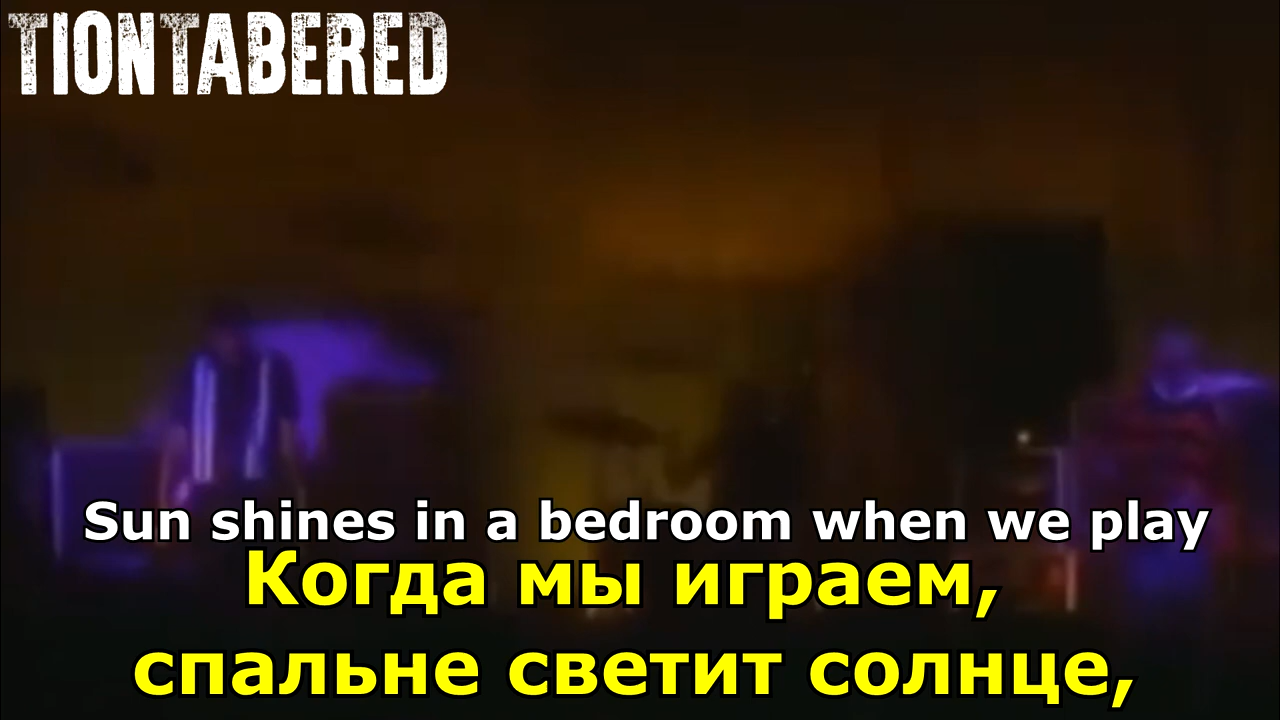 TIONTABERED
Sun shines in a bedroom when we play
Когда мы играем,
спальне светит солнце,